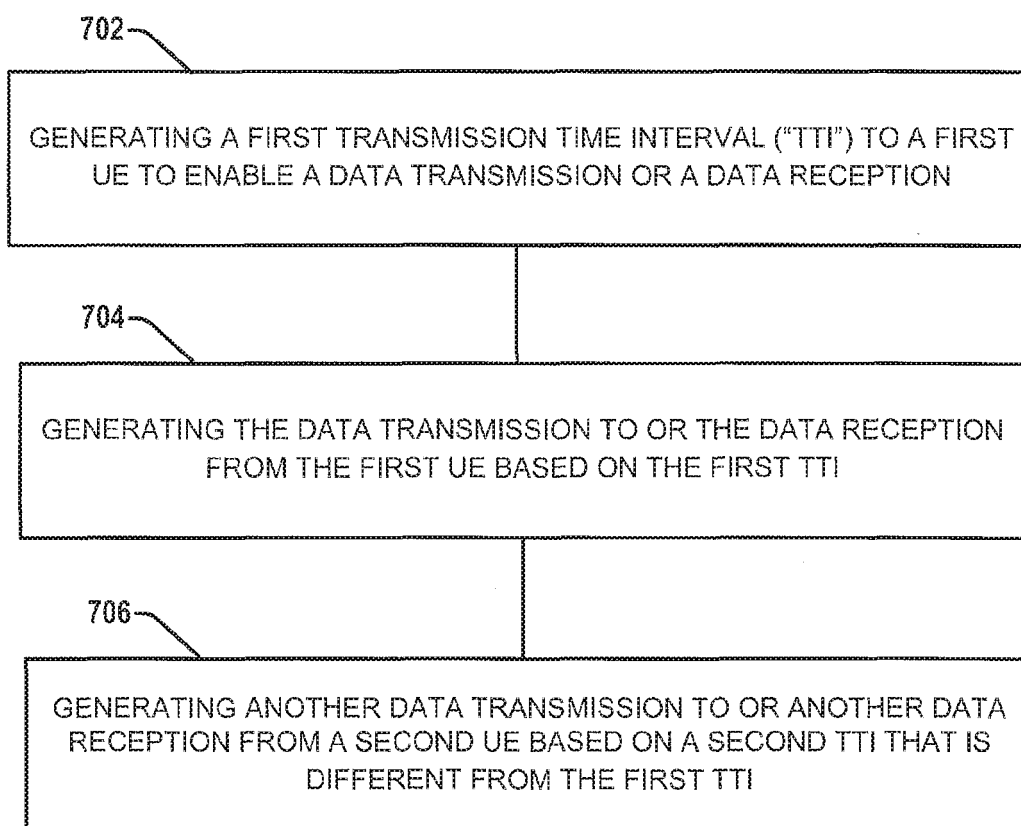 702
GENERATING A FIRST TRANSMISSION TIME INTERVAL (“TTI”) TO A FIRST
UE TO ENABLE A DATA TRANSMISSION OR A DATA RECEPTION
704
GENERATING THE DATA TRANSMISSION TO OR THE DATA RECEPTION
FROM THE FIRST UE BASED ON THE FIRST TTI
706
GENERATING ANOTHER DATA TRANSMISSION TO OR ANOTHER DATA
RECEPTION FROM A SECOND UE BASED ON A SECOND TTI THAT IS
DIFFERENT FROM THE FIRST TTI